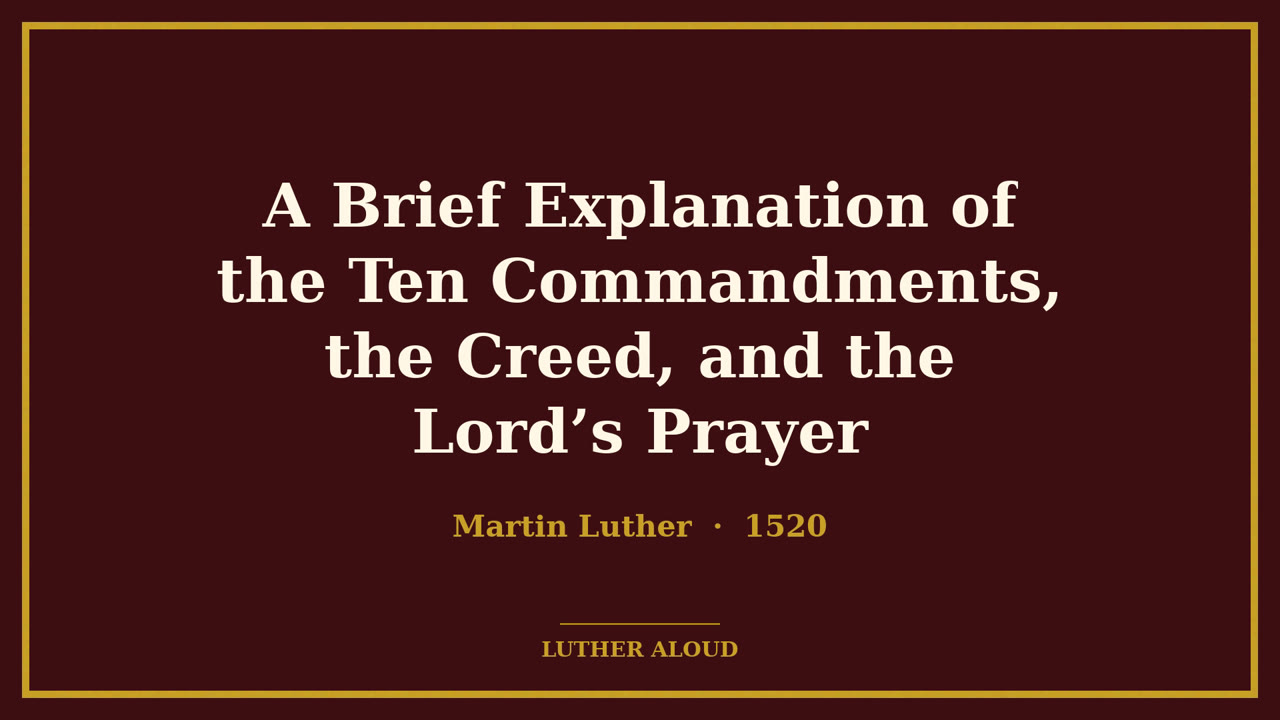 A Brief Explanation of
the Ten Commandments,
the Creed, and the
Lord’s Prayer
Martin Luther · 1520
LUTHER ALOUD